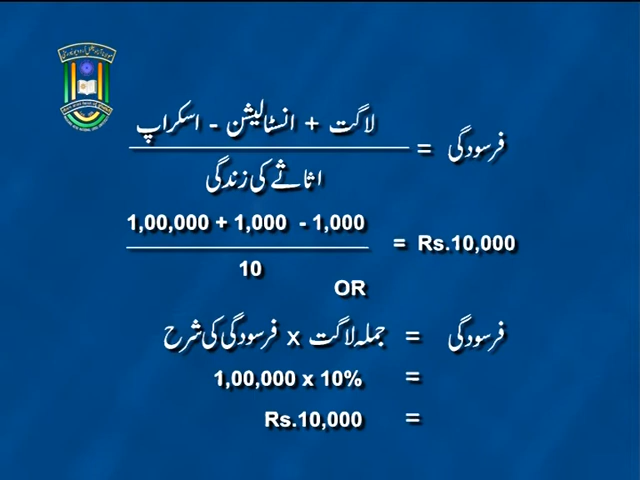 فرسودگی = لاگت + انسٹالیشن - اسکراپ
اثاثے کی زندگی
1,00,000 + 1,000 - 1,000 = Rs.10,000
10
OR
فرسودگی = جملہ لاگت x فرسودگی کی شرح
1,00,000 x 10% =
Rs.10,000 =